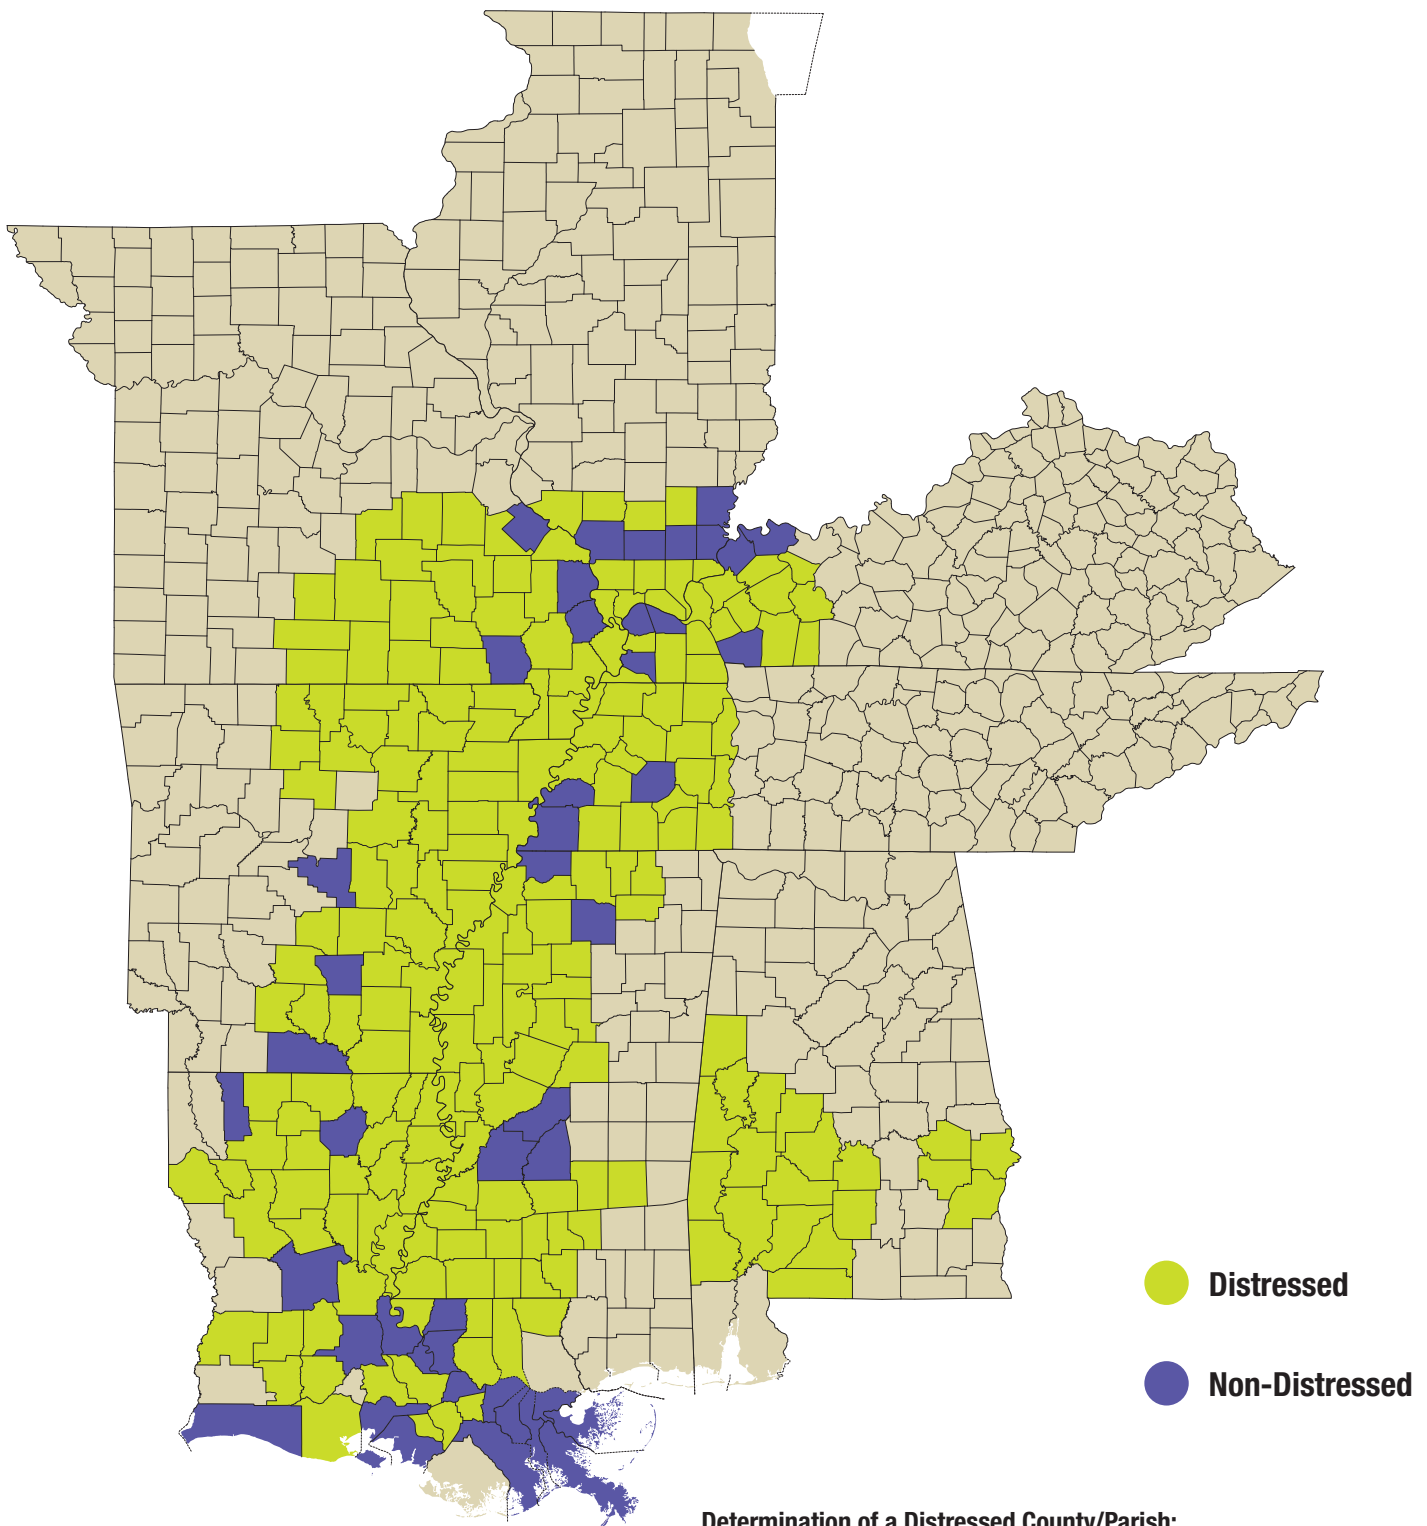 Distressed
Non-Distressed
Determination of a Distressed County/Parish: